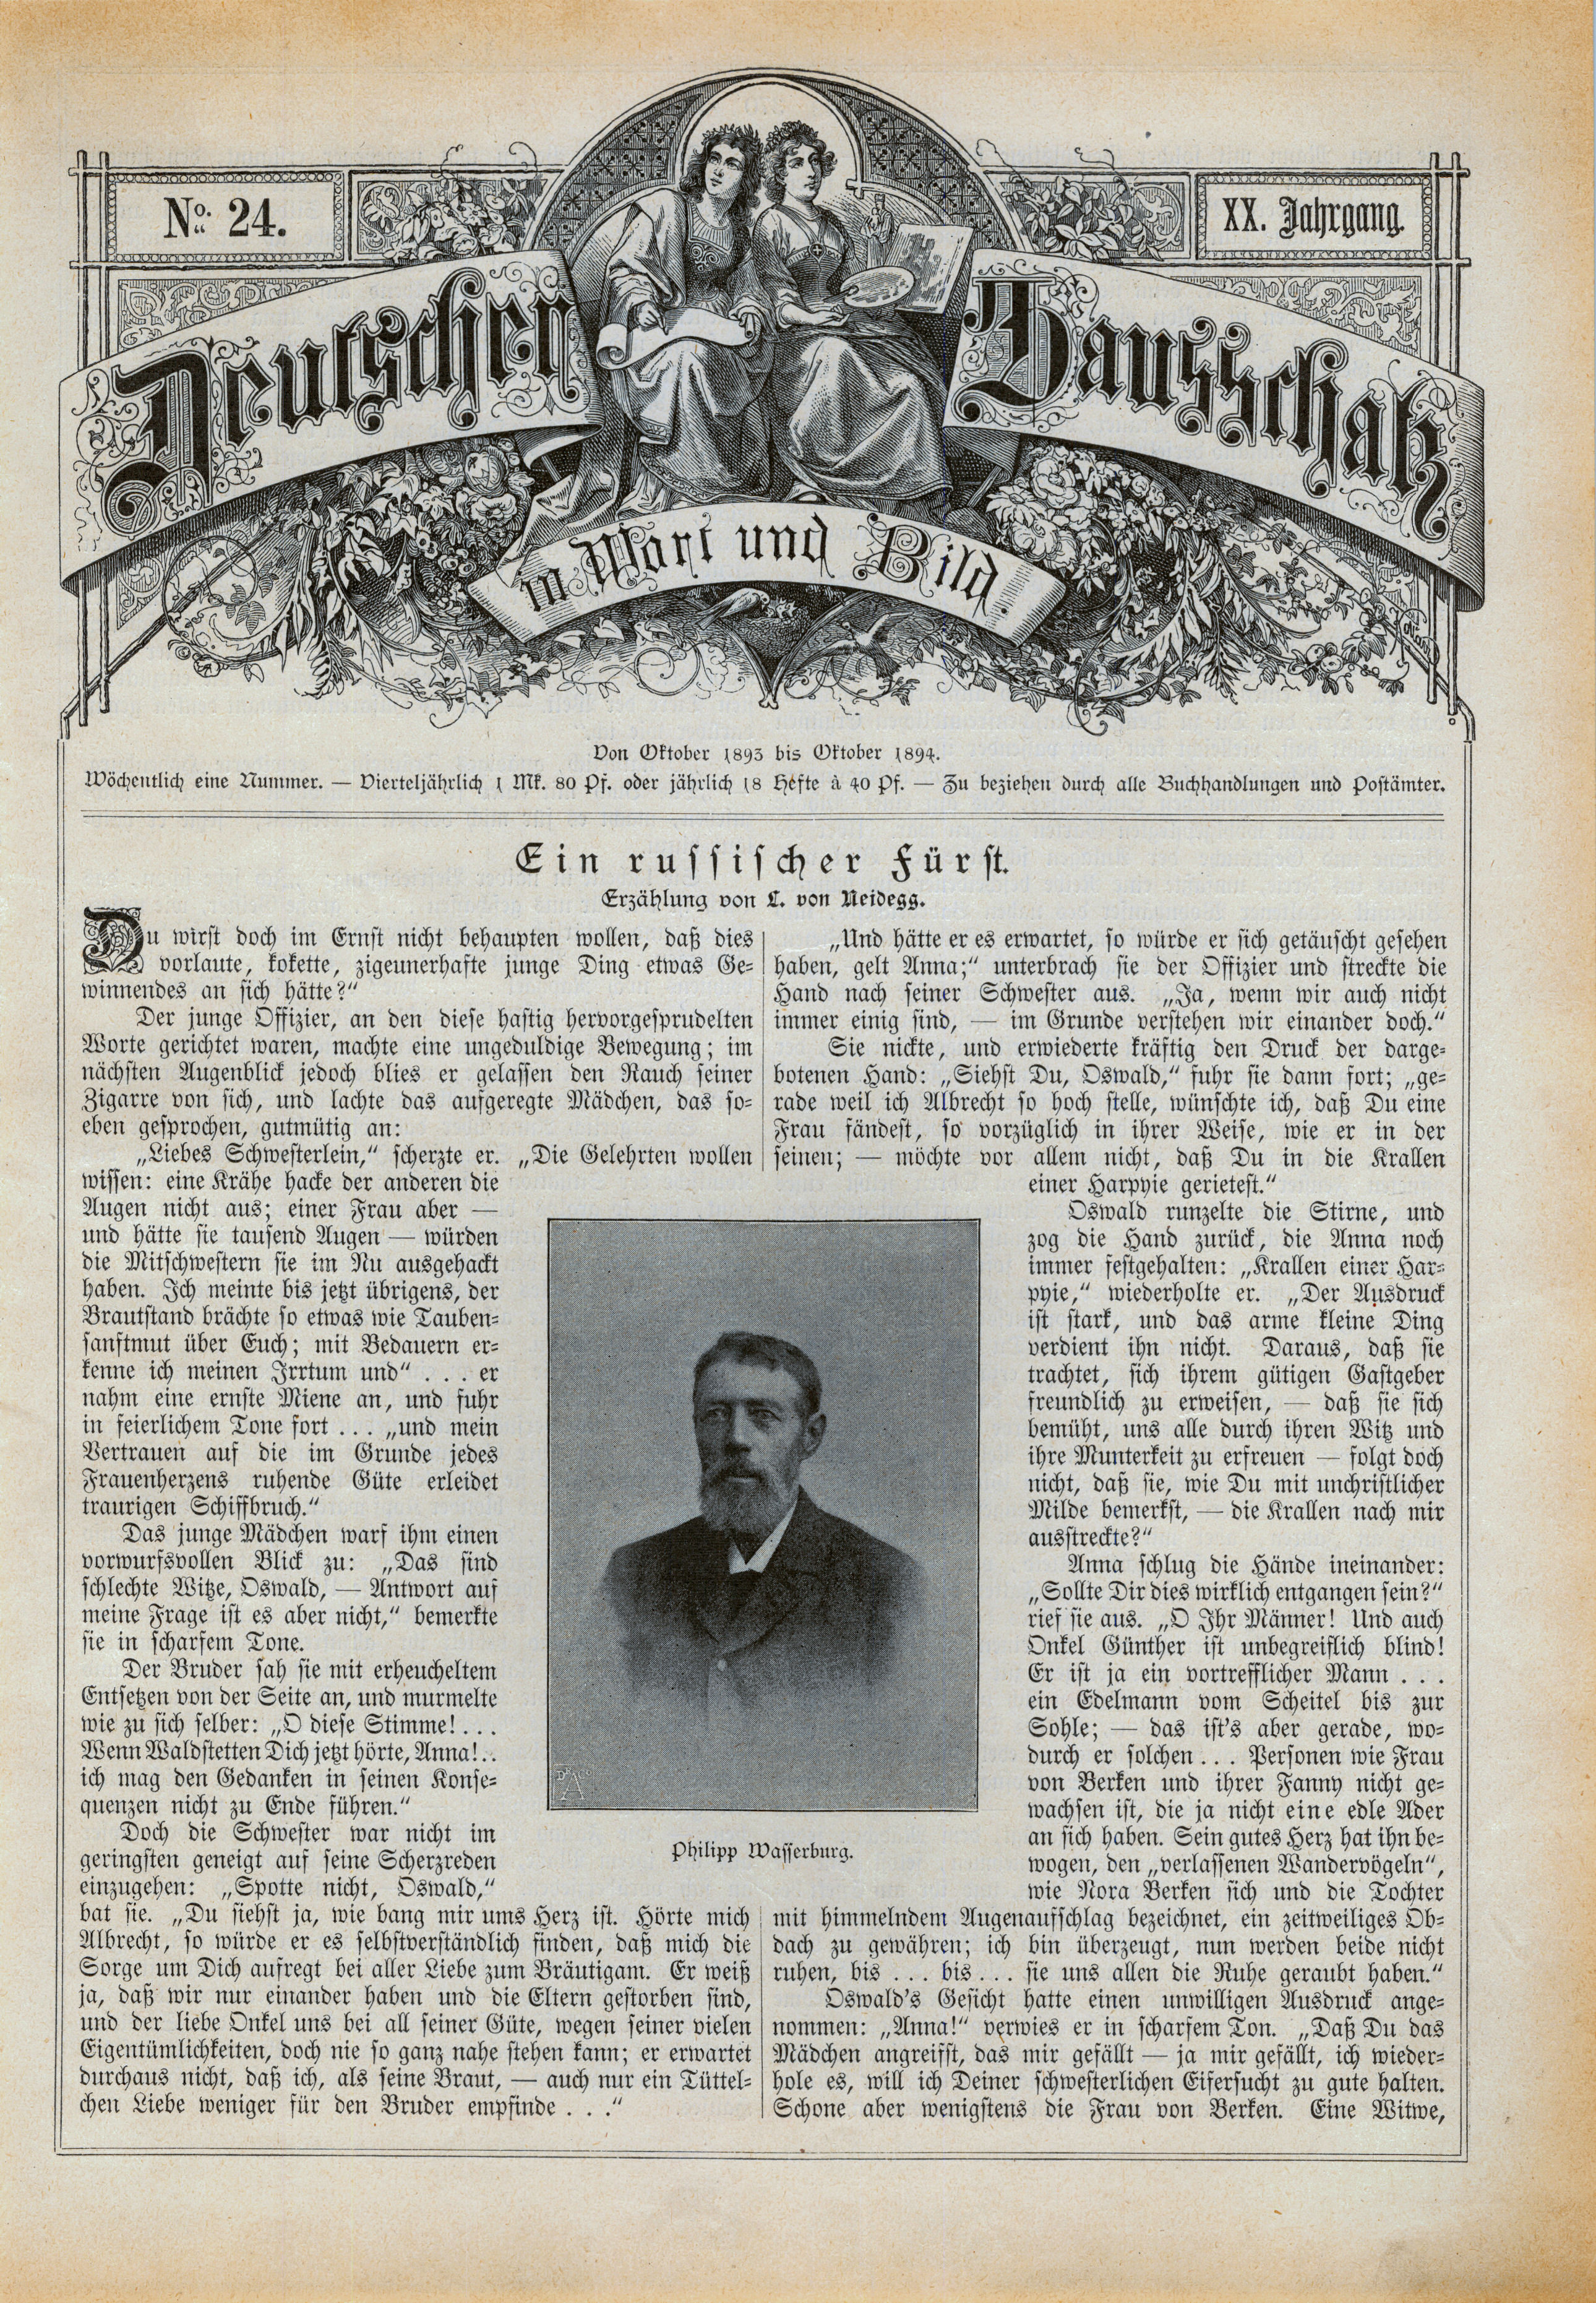 No. 24.
XX. Jahrgang.
Deutscher Hausschatz
in Wort und Bild.
Von Oktober 1893 bis Oktober 1894.
Wöchentlich eine Nummer. — Vierteljährlich 1 Mk. 80 Pf. oder jährlich 18 Hefte à 40 Pf. — Zu beziehen durch alle Buchhandlungen und Postämter.
Ein russischer Fürst.
Erzählung von L. von Neidegg.
Du wirst doch im Ernst nicht behaupten wollen, daß dies
vorlaute, kokette, zigeunerhafte junge Ding etwas Ge-
winnendes an sich hätte?“
Der junge Offizier, an den diese hastig hervorgesprudelten
Worte gerichtet waren, machte eine ungeduldige Bewegung; im
nächsten Augenblick jedoch blies er gelassen den Rauch seiner
Zigarre von sich, und lachte das aufgeregte Mädchen, das so-
eben gesprochen, gutmütig an:
„Liebes Schwesterlein,“ scherzte er. „Die Gelehrten wollen
wissen: eine Krähe hacke der anderen die
Augen nicht aus; einer Frau aber —
und hätte sie tausend Augen — würden
die Mitschwestern sie im Nu ausgehackt
haben. Ich meinte bis jetzt übrigens, der
Brautstand brächte so etwas wie Tauben-
sanftmut über Euch; mit Bedauern er-
kenne ich meinen Irrtum und“ . . . er
nahm eine ernste Miene an, und fuhr
in feierlichem Tone fort . . . „und mein
Vertrauen auf die im Grunde jedes
Frauenherzens ruhende Güte erleidet
traurigen Schiffbruch.“
Das junge Mädchen warf ihm einen
vorwurfsvollen Blick zu: „Das sind
schlechte Witze, Oswald, — Antwort auf
meine Frage ist es aber nicht,“ bemerkte
sie in scharfem Tone.
Der Bruder sah sie mit erheucheltem
Entsetzen von der Seite an, und murmelte
wie zu sich selber: „O diese Stimme! . . .
Wenn Waldstetten Dich jetzt hörte, Anna! . .
ich mag den Gedanken in seinen Konse-
quenzen nicht zu Ende führen.“
Doch die Schwester war nicht im
geringsten geneigt auf seine Scherzreden
einzugehen: „Spotte nicht, Oswald,“
bat sie. „Du siehst ja, wie bang mir ums Herz ist. Hörte mich
Albrecht, so würde er es selbstverständlich finden, daß mich die
Sorge um Dich aufregt bei aller Liebe zum Bräutigam. Er weiß
ja, daß wir nur einander haben und die Eltern gestorben sind,
und der liebe Onkel uns bei all seiner Güte, wegen seiner vielen
Eigentümlichkeiten, doch nie so ganz nahe stehen kann; er erwartet
durchaus nicht, daß ich, als seine Braut, — auch nur ein Tüttel-
chen Liebe weniger für den Bruder empfinde . . .“
„Und hätte er es erwartet, so würde er sich getäuscht gesehen
haben, gelt Anna;“ unterbrach sie der Offizier und streckte die
Hand nach seiner Schwester aus. „Ja, wenn wir auch nicht
immer einig sind, — im Grunde verstehen wir einander doch.“
Sie nickte, und erwiederte kräftig den Druck der darge-
botenen Hand: „Siehst Du, Oswald,“ fuhr sie dann fort; „ge-
rade weil ich Albrecht so hoch stelle, wünschte ich, daß Du eine
Frau fändest, so vorzüglich in ihrer Weise, wie er in der
seinen; — möchte vor allem nicht, daß Du in die Krallen
einer Harpyie gerietest.“
Oswald runzelte die Stirne, und
zog die Hand zurück, die Anna noch
immer festgehalten: „Krallen einer Har-
pyie,“ wiederholte er. „Der Ausdruck
ist stark, und das arme kleine Ding
verdient ihn nicht. Daraus, daß sie
trachtet, sich ihrem gütigen Gastgeber
freundlich zu erweisen, — daß sie sich
bemüht, uns alle durch ihren Witz und
ihre Munterkeit zu erfreuen — folgt doch
nicht, daß sie, wie Du mit unchristlicher
Milde bemerkst, — die Krallen nach mir
ausstreckte?“
Anna schlug die Hände ineinander:
„Sollte Dir dies wirklich entgangen sein?“
rief sie aus. „O Ihr Männer! Und auch
Onkel Günther ist unbegreiflich blind!
Er ist ja ein vortrefflicher Mann . . .
ein Edelmann vom Scheitel bis zur
Sohle; — das ist's aber gerade, wo-
durch er solchen . . . Personen wie Frau
von Berken und ihrer Fanny nicht ge-
wachsen ist, die ja nicht eine edle Ader
an sich haben. Sein gutes Herz hat ihn be-
wogen, den „verlassenen Wandervögeln“,
wie Nora Berken sich und die Tochter
mit himmelndem Augenaufschlag bezeichnet, ein zeitweiliges Ob-
dach zu gewähren; ich bin überzeugt, nun werden beide nicht
ruhen, bis . . . bis . . . sie uns allen die Ruhe geraubt haben.“
Oswald's Gesicht hatte einen unwilligen Ausdruck ange-
nommen: „Anna!“ verwies er in scharfem Ton. „Daß Du das
Mädchen angreifst, das mir gefällt — ja mir gefällt, ich wieder-
hole es, will ich Deiner schwesterlichen Eifersucht zu gute halten.
Schone aber wenigstens die Frau von Berken. Eine Witwe,
Philipp Wasserburg.